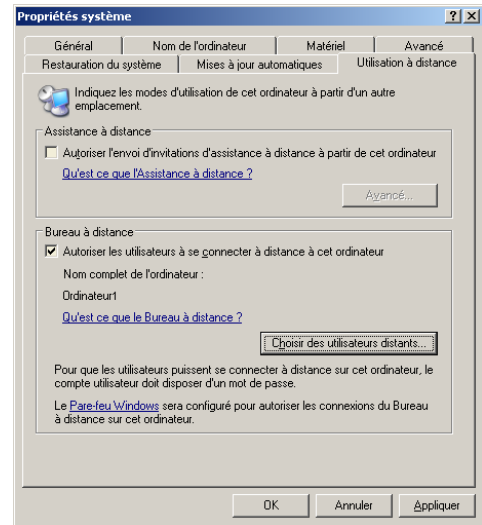 Propriétés système
Général Nom de l'ordinateur Matériel Avancé
Restauration du système Mises à jour automatiques Utilisation à distance
Indiquez les modes d'utilisation de cet ordinateur à partir d'un autre
emplacement.
Assistance à distance
Autoriser l'envoi d'invitations d'assistance à distance à partir de cet ordinateur
Qu'est ce que l'Assistance à distance ?
Avancé...
Bureau à distance
Autoriser les utilisateurs à se connecter à distance à cet ordinateur
Nom complet de l'ordinateur :
Ordinateur1
Qu'est ce que le Bureau à distance ?
Choisir des utilisateurs distants...
Pour que les utilisateurs puissent se connecter à distance sur cet ordinateur, le
compte utilisateur doit disposer d'un mot de passe.
Le Pare-feu Windows sera configuré pour autoriser les connexions du Bureau
à distance sur cet ordinateur.
OK Annuler Appliquer